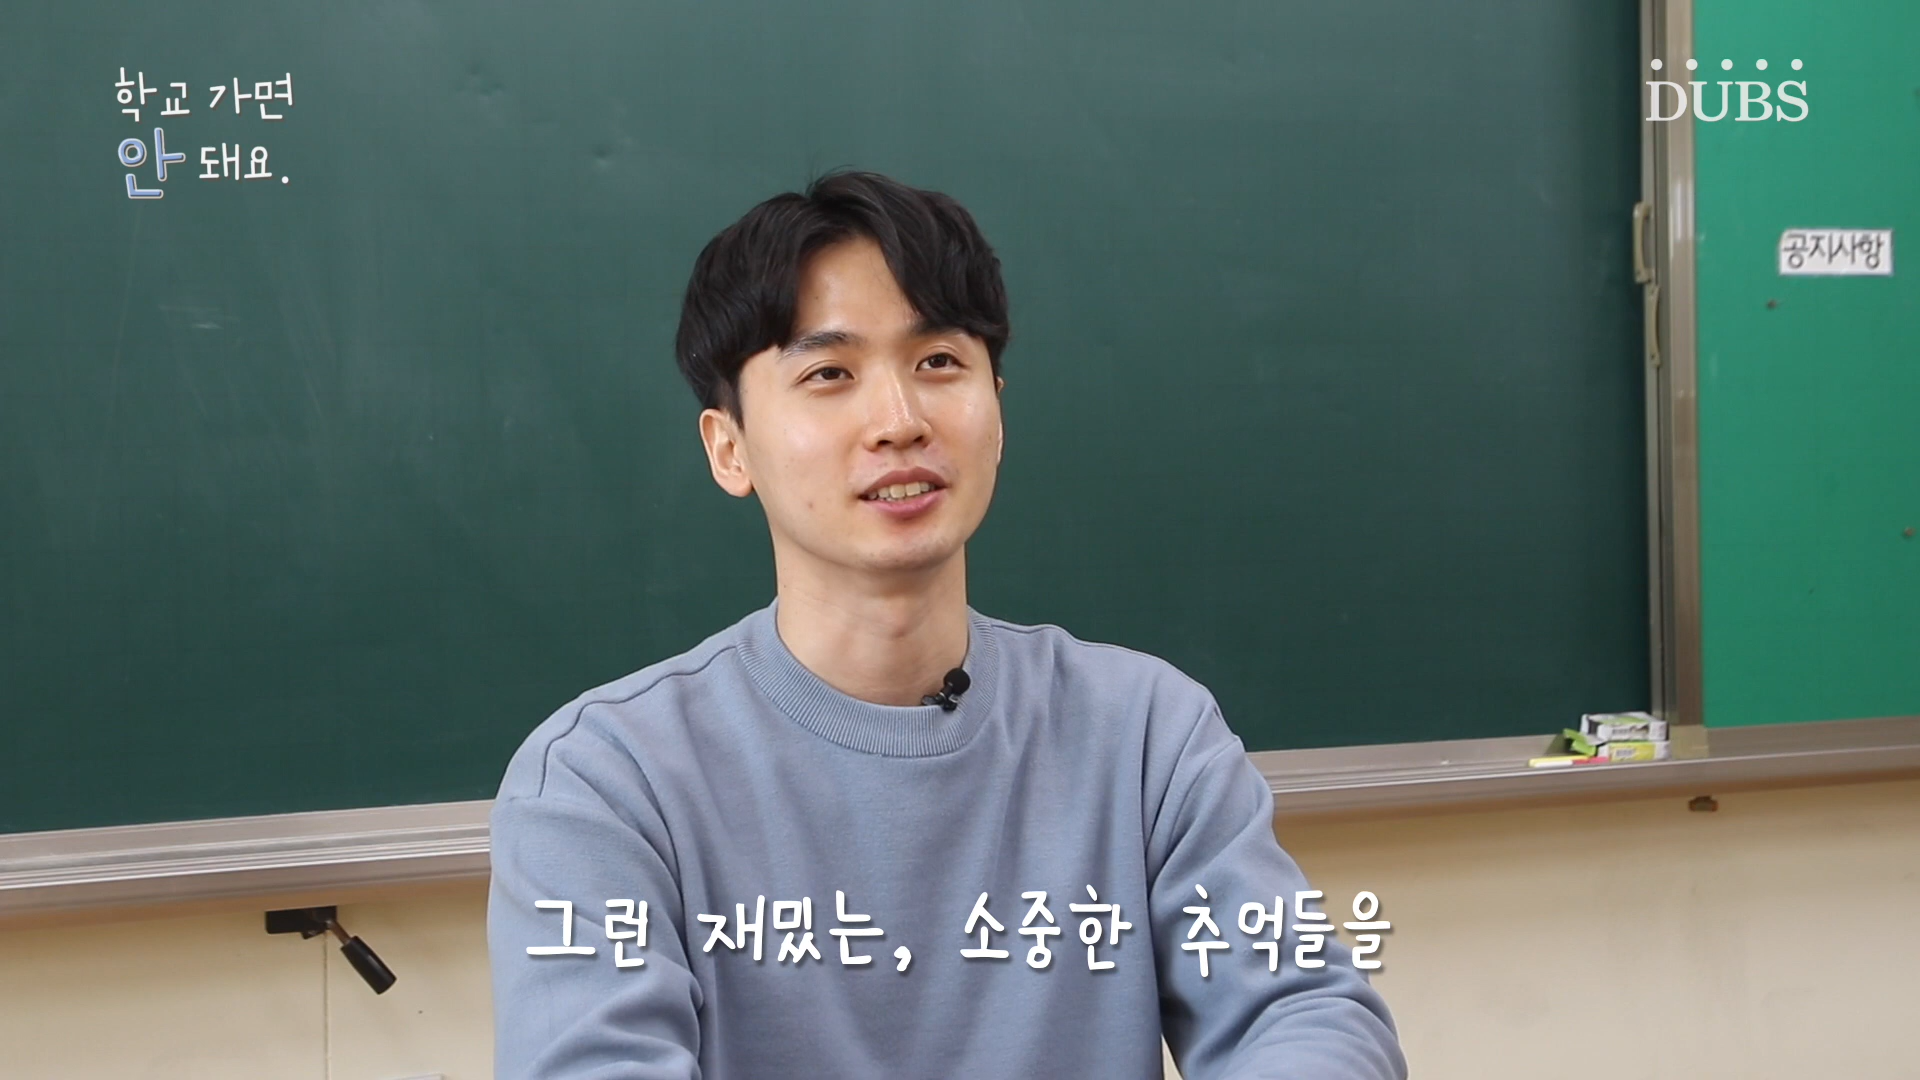 학교 가면
안 돼요.
DUBS
공지사항
그런 재밌는, 소중한 추억들을